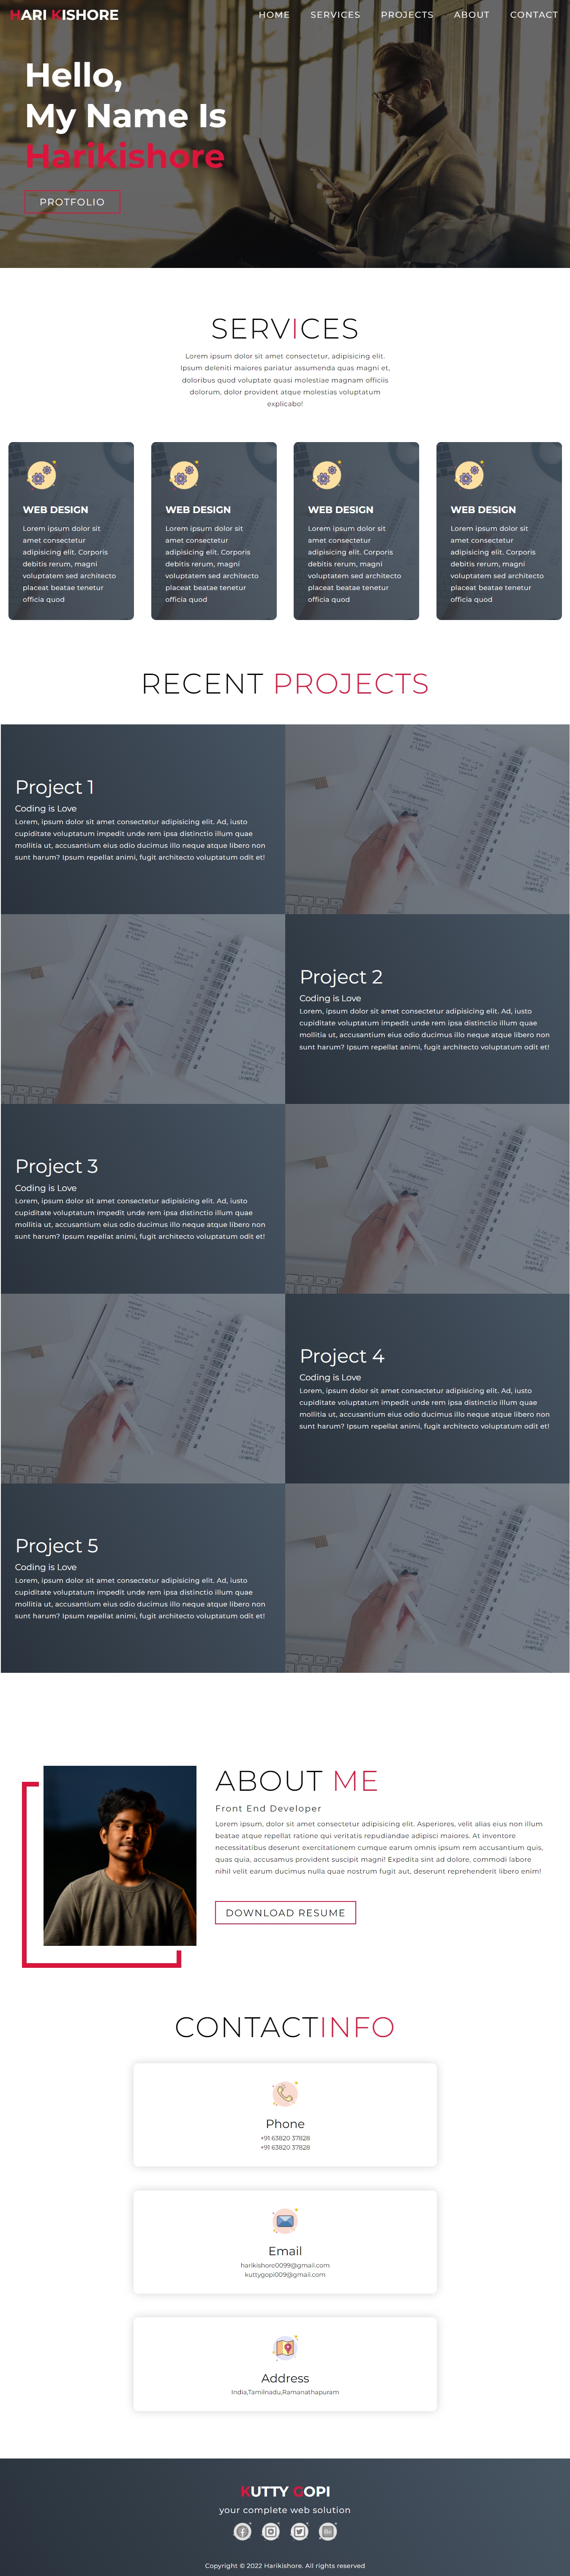 HARI KISHORE
HOME SERVICES PROJECTS ABOUT CONTACT
Hello,
My Name Is
Harikishore
PROTFOLIO
SERVICES
Lorem ipsum dolor sit amet consectetur, adipisicing elit.
Ipsum deleniti maiores pariatur assumenda quas magni et,
doloribus quod voluptate quasi molestiae magnam officiis
dolorum, dolor provident atque molestias voluptatum
explicabo!
WEB DESIGN
Lorem ipsum dolor sit
amet consectetur
adipisicing elit. Corporis
debitis rerum, magni
voluptatem sed architecto
placeat beatae tenetur
officia quod
WEB DESIGN
Lorem ipsum dolor sit
amet consectetur
adipisicing elit. Corporis
debitis rerum, magni
voluptatem sed architecto
placeat beatae tenetur
officia quod
WEB DESIGN
Lorem ipsum dolor sit
amet consectetur
adipisicing elit. Corporis
debitis rerum, magni
voluptatem sed architecto
placeat beatae tenetur
officia quod
WEB DESIGN
Lorem ipsum dolor sit
amet consectetur
adipisicing elit. Corporis
debitis rerum, magni
voluptatem sed architecto
placeat beatae tenetur
officia quod
RECENT PROJECTS
Project 1
Coding is Love
Lorem, ipsum dolor sit amet consectetur adipisicing elit. Ad, iusto
cupiditate voluptatum impedit unde rem ipsa distinctio illum quae
mollitia ut, accusantium eius odio ducimus illo neque atque libero non
sunt harum? Ipsum repellat animi, fugit architecto voluptatum odit et!
Project 2
Coding is Love
Lorem, ipsum dolor sit amet consectetur adipisicing elit. Ad, iusto
cupiditate voluptatum impedit unde rem ipsa distinctio illum quae
mollitia ut, accusantium eius odio ducimus illo neque atque libero non
sunt harum? Ipsum repellat animi, fugit architecto voluptatum odit et!
Project 3
Coding is Love
Lorem, ipsum dolor sit amet consectetur adipisicing elit. Ad, iusto
cupiditate voluptatum impedit unde rem ipsa distinctio illum quae
mollitia ut, accusantium eius odio ducimus illo neque atque libero non
sunt harum? Ipsum repellat animi, fugit architecto voluptatum odit et!
Project 4
Coding is Love
Lorem, ipsum dolor sit amet consectetur adipisicing elit. Ad, iusto
cupiditate voluptatum impedit unde rem ipsa distinctio illum quae
mollitia ut, accusantium eius odio ducimus illo neque atque libero non
sunt harum? Ipsum repellat animi, fugit architecto voluptatum odit et!
Project 5
Coding is Love
Lorem, ipsum dolor sit amet consectetur adipisicing elit. Ad, iusto
cupiditate voluptatum impedit unde rem ipsa distinctio illum quae
mollitia ut, accusantium eius odio ducimus illo neque atque libero non
sunt harum? Ipsum repellat animi, fugit architecto voluptatum odit et!
ABOUT ME
Front End Developer
Lorem ipsum, dolor sit amet consectetur adipisicing elit. Asperiores, velit alias eius non illum
beatae atque repellat ratione qui veritatis repudiandae adipisci maiores. At inventore
necessitatibus deserunt exercitationem cumque earum omnis ipsum rem accusantium quis,
quas quia, accusamus provident suscipit magni! Expedita sint ad dolore, commodi labore
nihil velit earum ducimus nulla quae nostrum fugit aut, deserunt reprehenderit libero enim!
DOWNLOAD RESUME
CONTACTINFO
Phone
+91 63820 37828
+91 63820 37828
Email
harikishore0099@gmail.com
kuttygopi009@gmail.com
Address
India,Tamilnadu,Ramanathapuram
KUTTY GOPI
your complete web solution
Copyright © 2022 Harikishore. All rights reserved